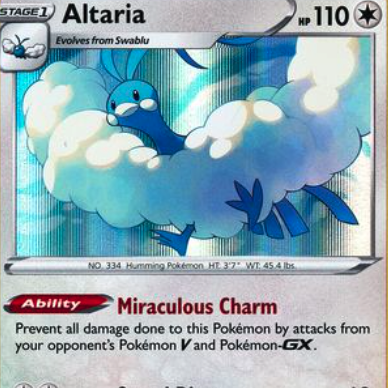 STAGE 1 Altaria HP 110
Evolves from Swablu
NO. 334 Humming Pokémon HT: 3'7" WT: 45.4 lbs.
Ability Miraculous Charm
Prevent all damage done to this Pokémon by attacks from
your opponent's Pokémon V and Pokémon-GX.